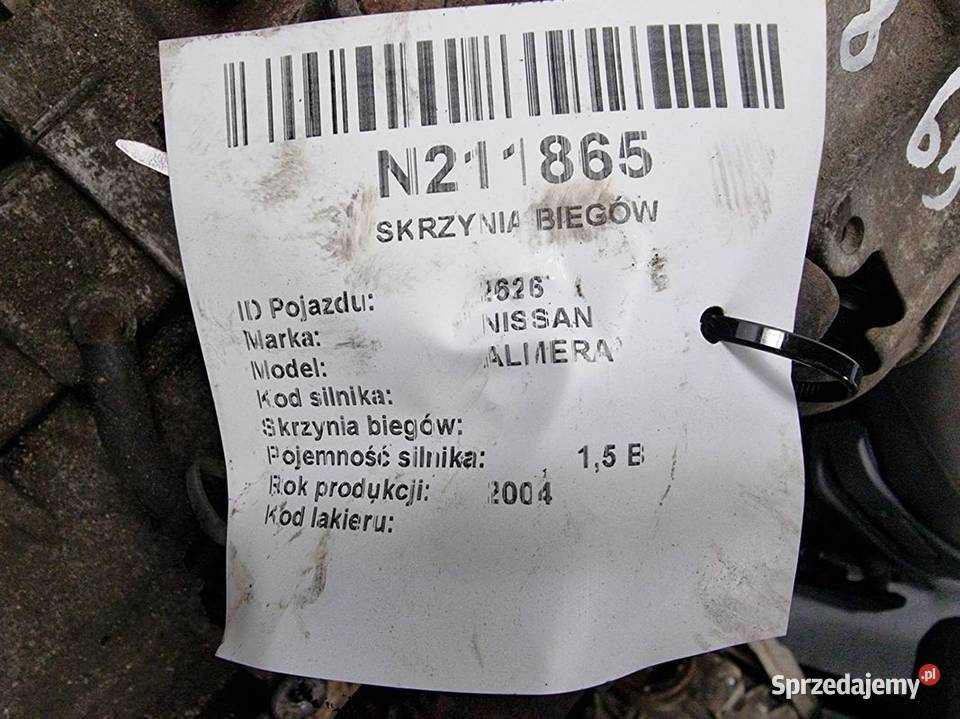 N211865
SKRZYNIA BIEGÓW
ID Pojazdu:
Marka: NISSAN
Model: ALMERA
Kod silnika:
Skrzynia biegów:
Pojemność silnika: 1,5 B
Rok produkcji: 2004
Kod lakieru:
Sprzedajemy.pl